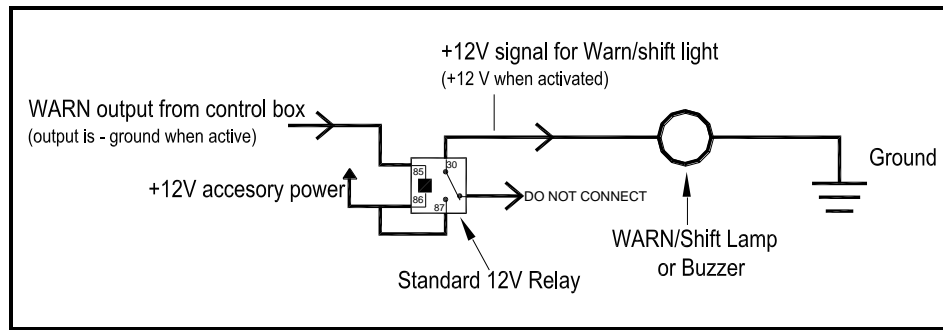 +12V signal for Warn/shift light
(+12 V when activated)
WARN output from control box
(output is - ground when active)
+12V accesory power
85
86
30
87
DO NOT CONNECT
Ground
WARN/Shift Lamp
or Buzzer
Standard 12V Relay